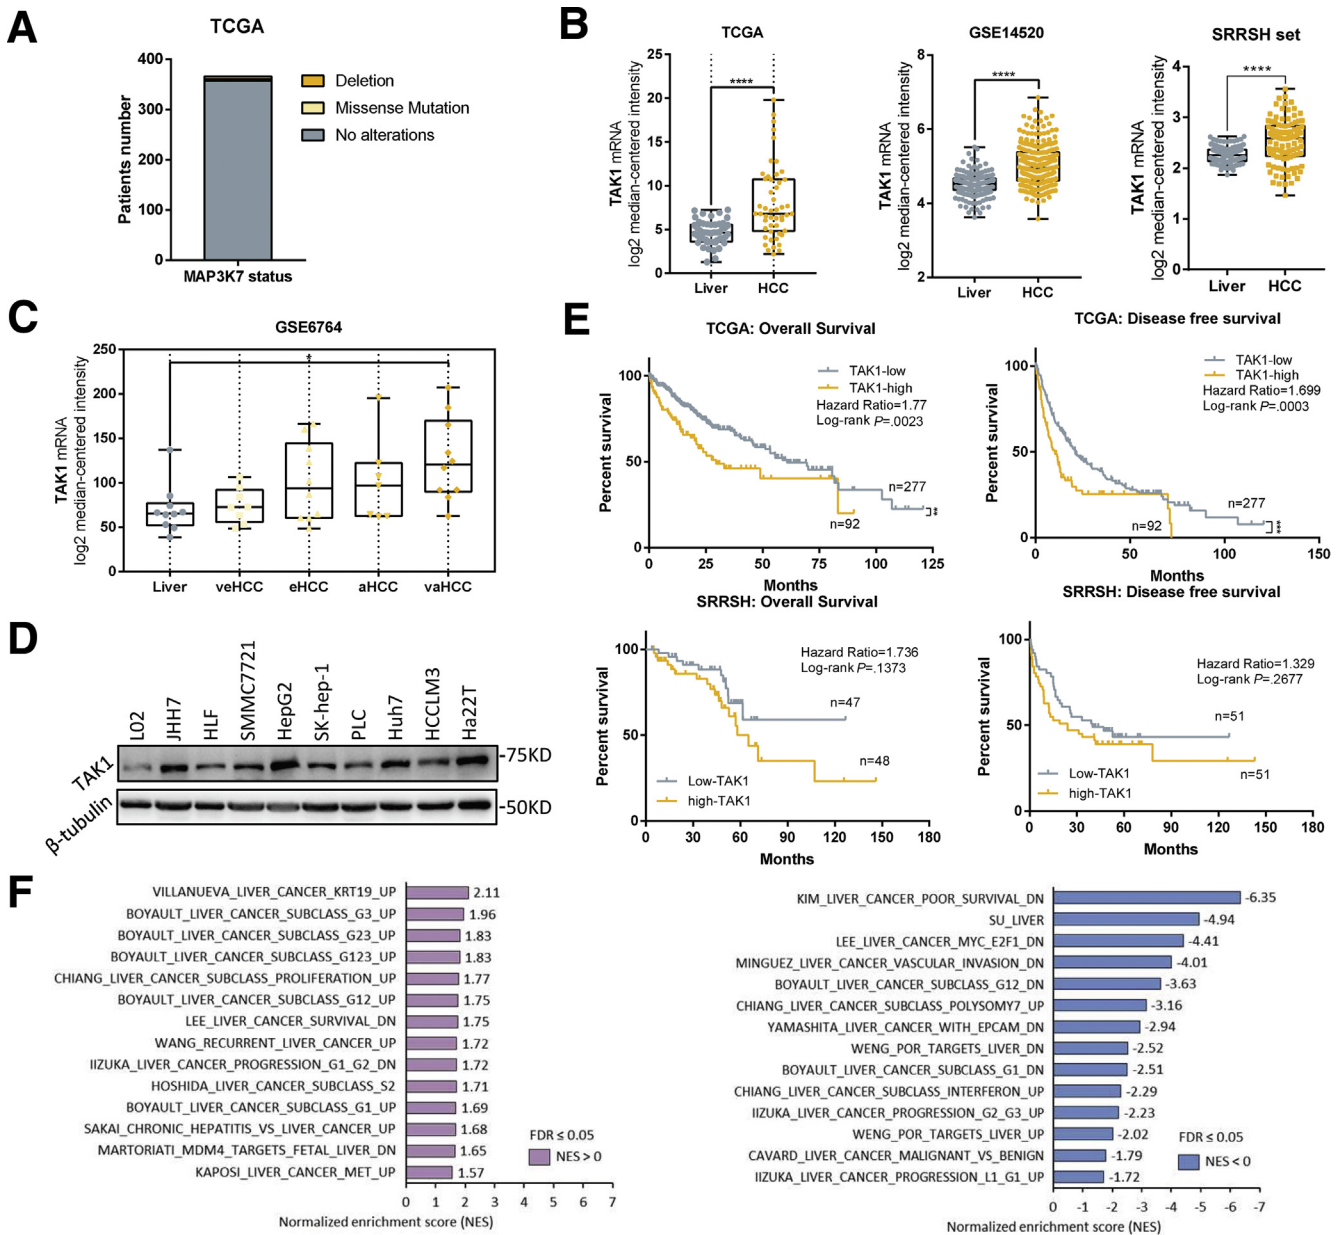 A
TCGA
Patients number
400
300
200
100
0
MAP3K7 status
Deletion
Missense Mutation
No alterations
B
TCGA
TAK1 mRNA
log2 median-centered intensity
25
20
15
10
5
0
****
Liver
HCC
GSE14520
TAK1 mRNA
log2 median-centered intensity
8
6
4
2
****
Liver
HCC
SRRSH set
TAK1 mRNA
log2 median-centered intensity
4
3
2
1
0
****
Liver
HCC
C
GSE6764
TAK1 mRNA
log2 median-centered intensity
250
200
150
100
50
0
*
Liver
veHCC
eHCC
aHCC
vaHCC
D
L02
JHH7
HLF
SMMC7721
HepG2
SK-hep-1
PLC
Huh7
HCCLM3
Ha22T
TAK1
-75KD
β-tubulin
-50KD
E
TCGA: Overall Survival
Percent survival
100
50
0
TAK1-low
TAK1-high
Hazard Ratio=1.77
Log-rank P=.0023
n=277
**
n=92
0
25
50
75
100
125
Months
TCGA: Disease free survival
Percent survival
100
50
0
TAK1-low
TAK1-high
Hazard Ratio=1.699
Log-rank P=.0003
n=277
***
n=92
0
50
100
150
Months
SRRSH: Overall Survival
Percent survival
100
50
0
Hazard Ratio=1.736
Log-rank P=.1373
n=47
n=48
Low-TAK1
high-TAK1
0
30
60
90
120
150
180
Months
SRRSH: Disease free survival
Percent survival
100
50
0
Hazard Ratio=1.329
Log-rank P=.2677
n=51
n=51
Low-TAK1
high-TAK1
0
30
60
90
120
150
180
Months
F
VILLANUEVA_LIVER_CANCER_KRT19_UP 2.11
BOYAULT_LIVER_CANCER_SUBCLASS_G3_UP 1.96
BOYAULT_LIVER_CANCER_SUBCLASS_G23_UP 1.83
BOYAULT_LIVER_CANCER_SUBCLASS_G123_UP 1.83
CHIANG_LIVER_CANCER_SUBCLASS_PROLIFERATION_UP 1.77
BOYAULT_LIVER_CANCER_SUBCLASS_G12_UP 1.75
LEE_LIVER_CANCER_SURVIVAL_DN 1.75
WANG_RECURRENT_LIVER_CANCER_UP 1.72
IIZUKA_LIVER_CANCER_PROGRESSION_G1_G2_DN 1.72
HOSHIDA_LIVER_CANCER_SUBCLASS_S2 1.71
BOYAULT_LIVER_CANCER_SUBCLASS_G1_UP 1.69
SAKAI_CHRONIC_HEPATITIS_VS_LIVER_CANCER_UP 1.68
MARTORIATI_MDM4_TARGETS_FETAL_LIVER_DN 1.65
KAPOSI_LIVER_CANCER_MET_UP 1.57
FDR ≤ 0.05
NES > 0
0 1 2 3 4 5 6 7
Normalized enrichment score (NES)
KIM_LIVER_CANCER_POOR_SURVIVAL_DN -6.35
SU_LIVER -4.94
LEE_LIVER_CANCER_MYC_E2F1_DN -4.41
MINGUEZ_LIVER_CANCER_VASCULAR_INVASION_DN -4.01
BOYAULT_LIVER_CANCER_SUBCLASS_G12_DN -3.63
CHIANG_LIVER_CANCER_SUBCLASS_POLYSOMY7_UP -3.16
YAMASHITA_LIVER_CANCER_WITH_EPCAM_DN -2.94
WENG_POR_TARGETS_LIVER_DN -2.52
BOYAULT_LIVER_CANCER_SUBCLASS_G1_DN -2.51
CHIANG_LIVER_CANCER_SUBCLASS_INTERFERON_UP -2.29
IIZUKA_LIVER_CANCER_PROGRESSION_G2_G3_UP -2.23
WENG_POR_TARGETS_LIVER_UP -2.02
CAVARD_LIVER_CANCER_MALIGNANT_VS_BENIGN -1.79
IIZUKA_LIVER_CANCER_PROGRESSION_L1_G1_UP -1.72
FDR ≤ 0.05
NES < 0
0 -1 -2 -3 -4 -5 -6 -7
Normalized enrichment score (NES)